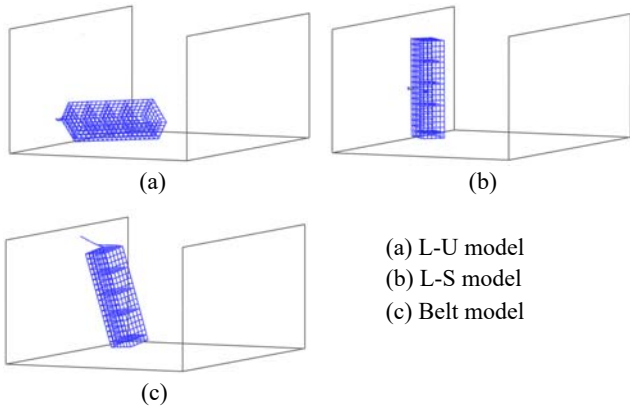 (a)
(b)
(a) L-U model
(b) L-S model
(c) Belt model
(c)